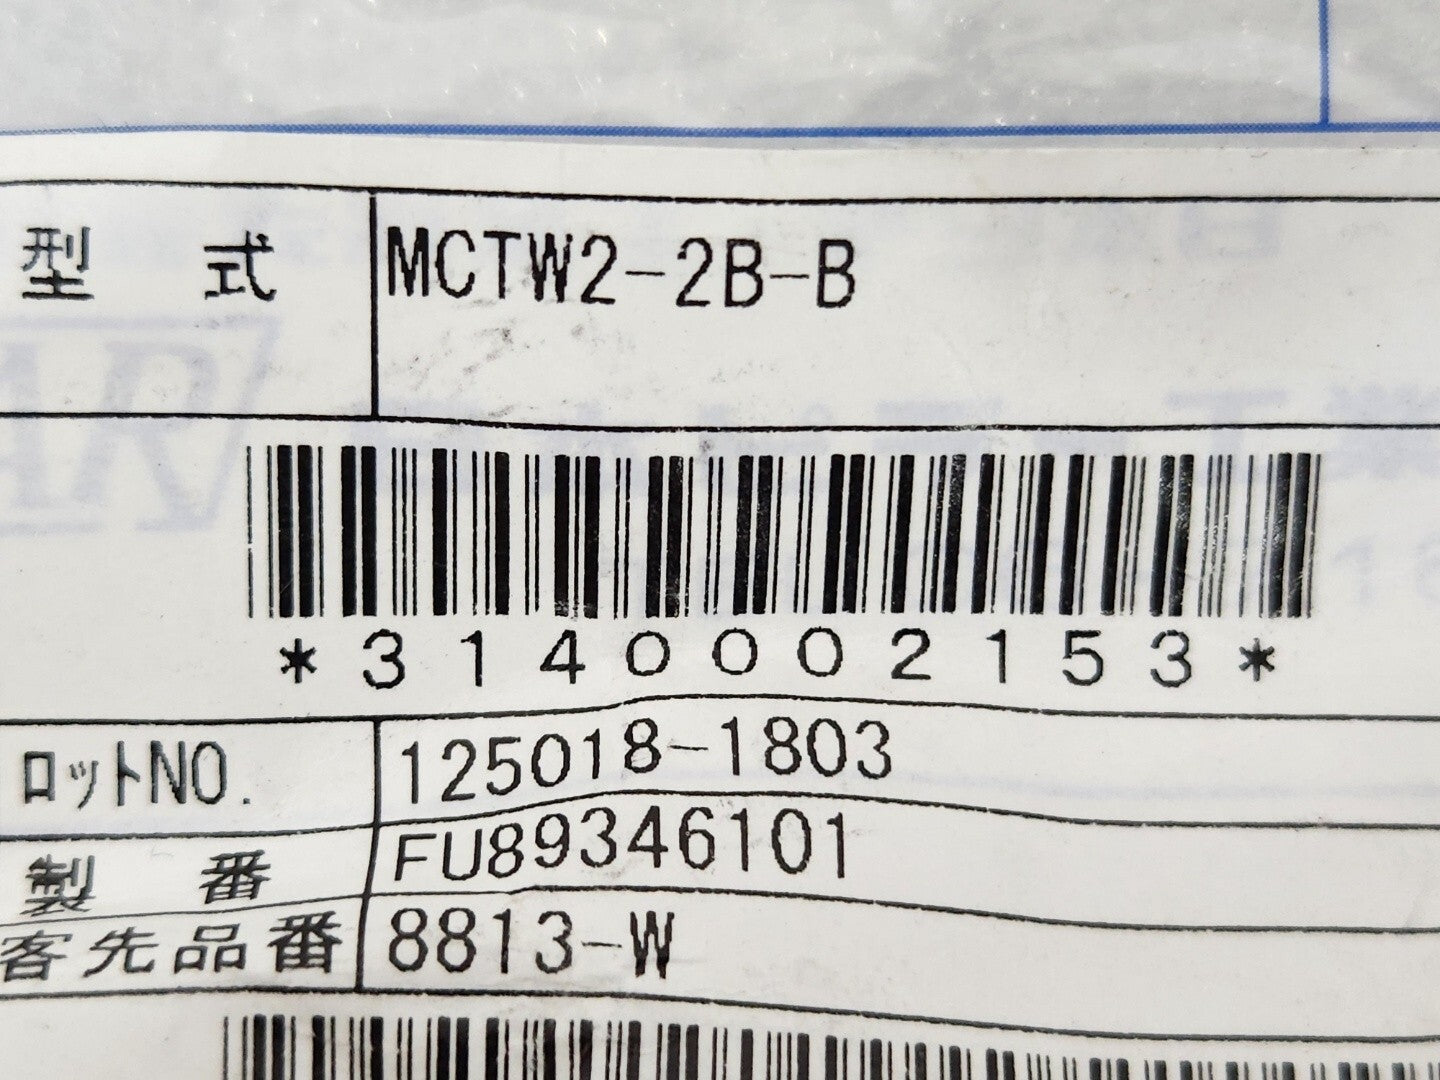 型 式 MCTW2-2B-B
*3140002153*
ロットNO. 125018-1803
製 番 FU89346101
客先品番 8813-W